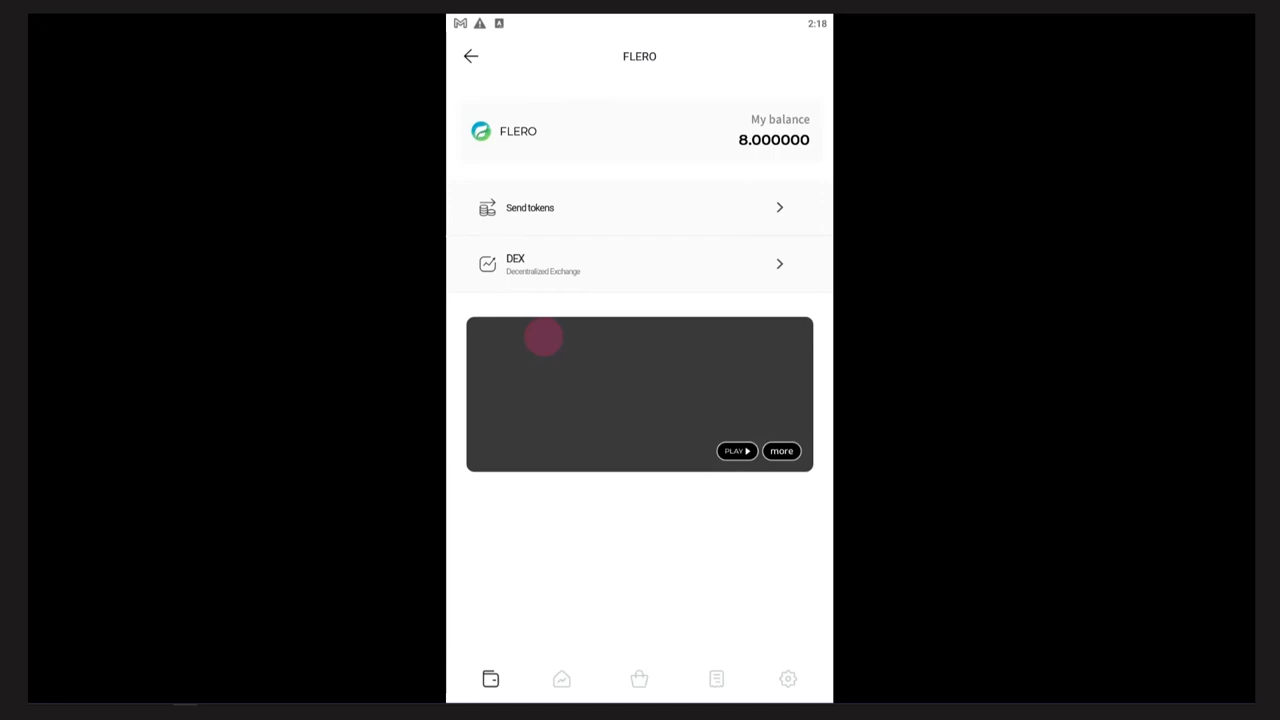 2:18
FLERO
FLERO
My balance
8.000000
Send tokens
DEX
Decentralized Exchange
PLAY
more